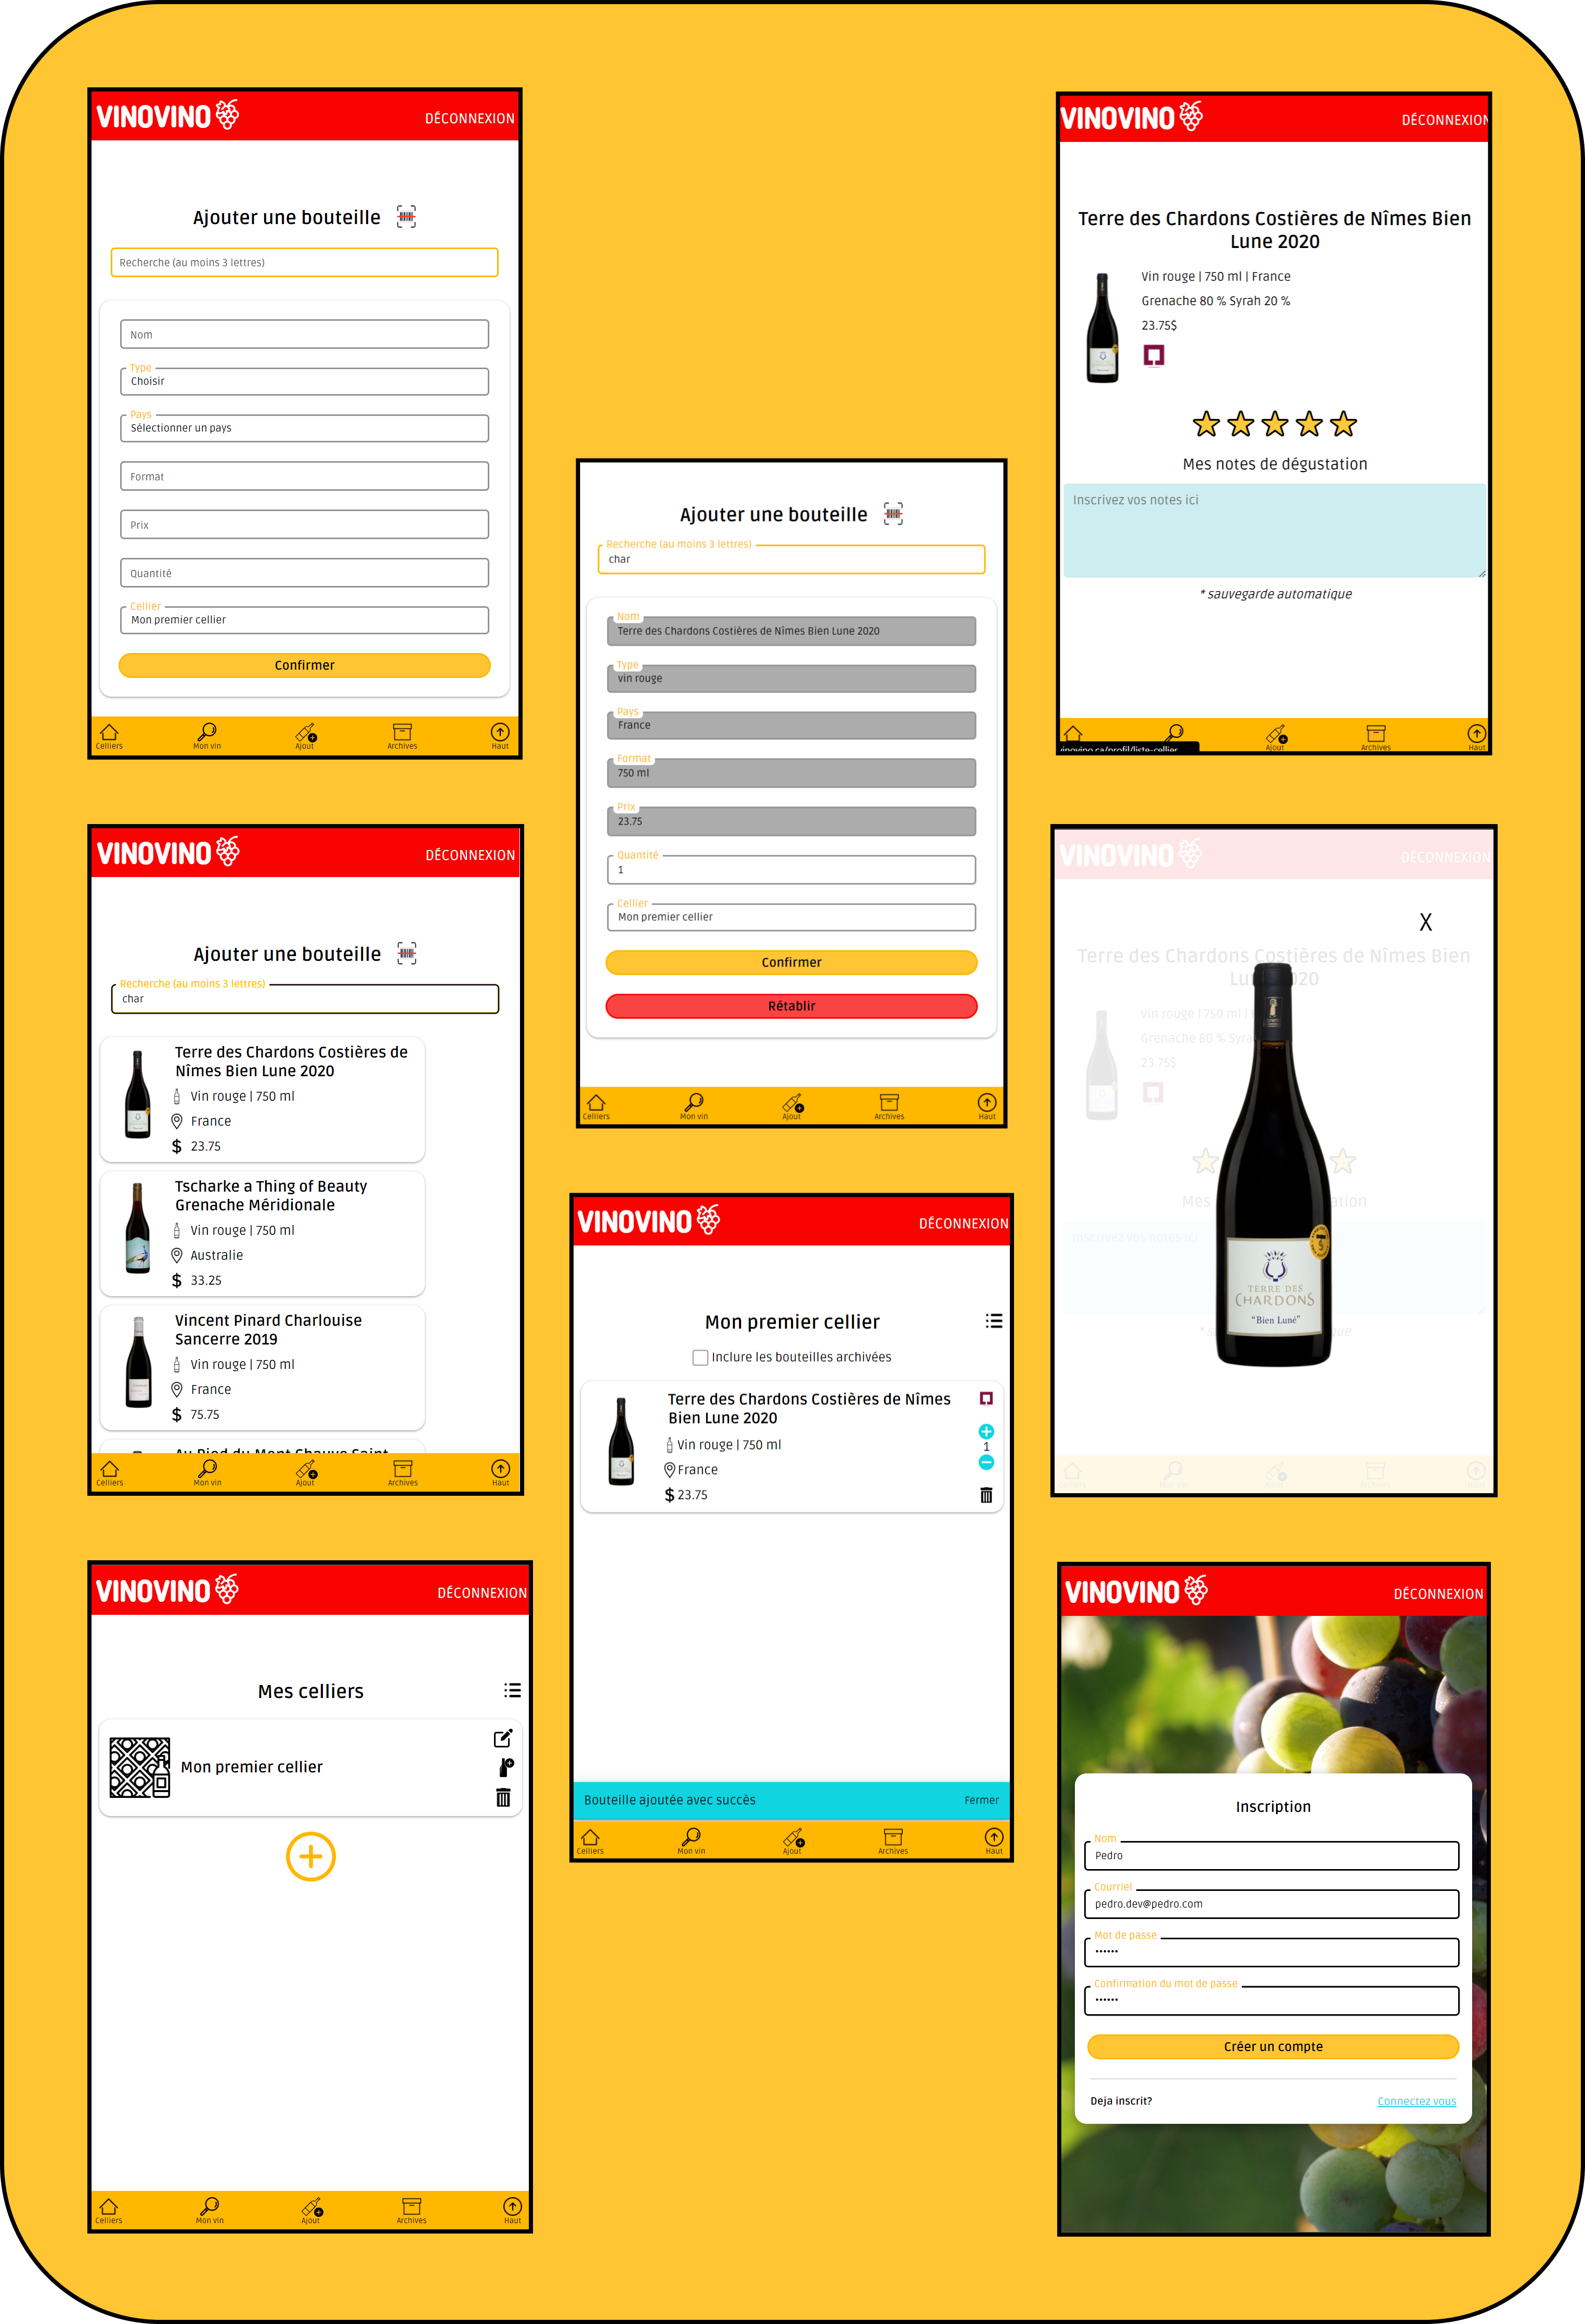 VINOVINO
DÉCONNEXION
Ajouter une bouteille
Recherche (au moins 3 lettres)
Nom
Type
Choisir
Pays
Sélectionner un pays
Format
Prix
Quantité
Cellier
Mon premier cellier
Confirmer
Celliers
Mon vin
Ajout
Archives
Haut
VINOVINO
DÉCONNEXION
Ajouter une bouteille
Recherche (au moins 3 lettres)
char
Terre des Chardons Costières de
Nîmes Bien Lune 2020
Vin rouge | 750 ml
France
$ 23.75
Tscharke a Thing of Beauty
Grenache Méridionale
Vin rouge | 750 ml
Australie
$ 33.25
Vincent Pinard Charlouise
Sancerre 2019
Vin rouge | 750 ml
France
$ 75.75
Au Pied du Mont Chauve Saint
Celliers
Mon vin
Ajout
Archives
Haut
VINOVINO
DÉCONNEXION
Mes celliers
Mon premier cellier
Celliers
Mon vin
Ajout
Archives
Haut
Ajouter une bouteille
Recherche (au moins 3 lettres)
char
Nom
Terre des Chardons Costières de Nîmes Bien Lune 2020
Type
vin rouge
Pays
France
Format
750 ml
Prix
23.75
Quantité
1
Cellier
Mon premier cellier
Confirmer
Rétablir
Celliers
Mon vin
Ajout
Archives
Haut
VINOVINO
DÉCONNEXION
Mon premier cellier
Inclure les bouteilles archivées
Terre des Chardons Costières de Nîmes
Bien Lune 2020
Vin rouge | 750 ml
France
$ 23.75
1
Bouteille ajoutée avec succès
Fermer
Celliers
Mon vin
Ajout
Archives
Haut
VINOVINO
DÉCONNEXION
Terre des Chardons Costières de Nîmes Bien
Lune 2020
Vin rouge | 750 ml | France
Grenache 80 % Syrah 20 %
23.75$
Mes notes de dégustation
Inscrivez vos notes ici
* sauvegarde automatique
vinovino.ca/profil/liste-cellier
Ajout
Archives
Haut
VINOVINO
DÉCONNEXION
X
Terre des Chardons Costières de Nîmes Bien
Lun 020
Vin rouge | 750 ml |
Grenache 80 % Syra
23.75$
Mes ation
Inscrivez vos notes ici
TERRE DES
CHARDONS
"Bien Luné"
VINOVINO
DÉCONNEXION
Inscription
Nom
Pedro
Courriel
pedro.dev@pedro.com
Mot de passe
••••••
Confirmation du mot de passe
••••••
Créer un compte
Deja inscrit?
Connectez vous